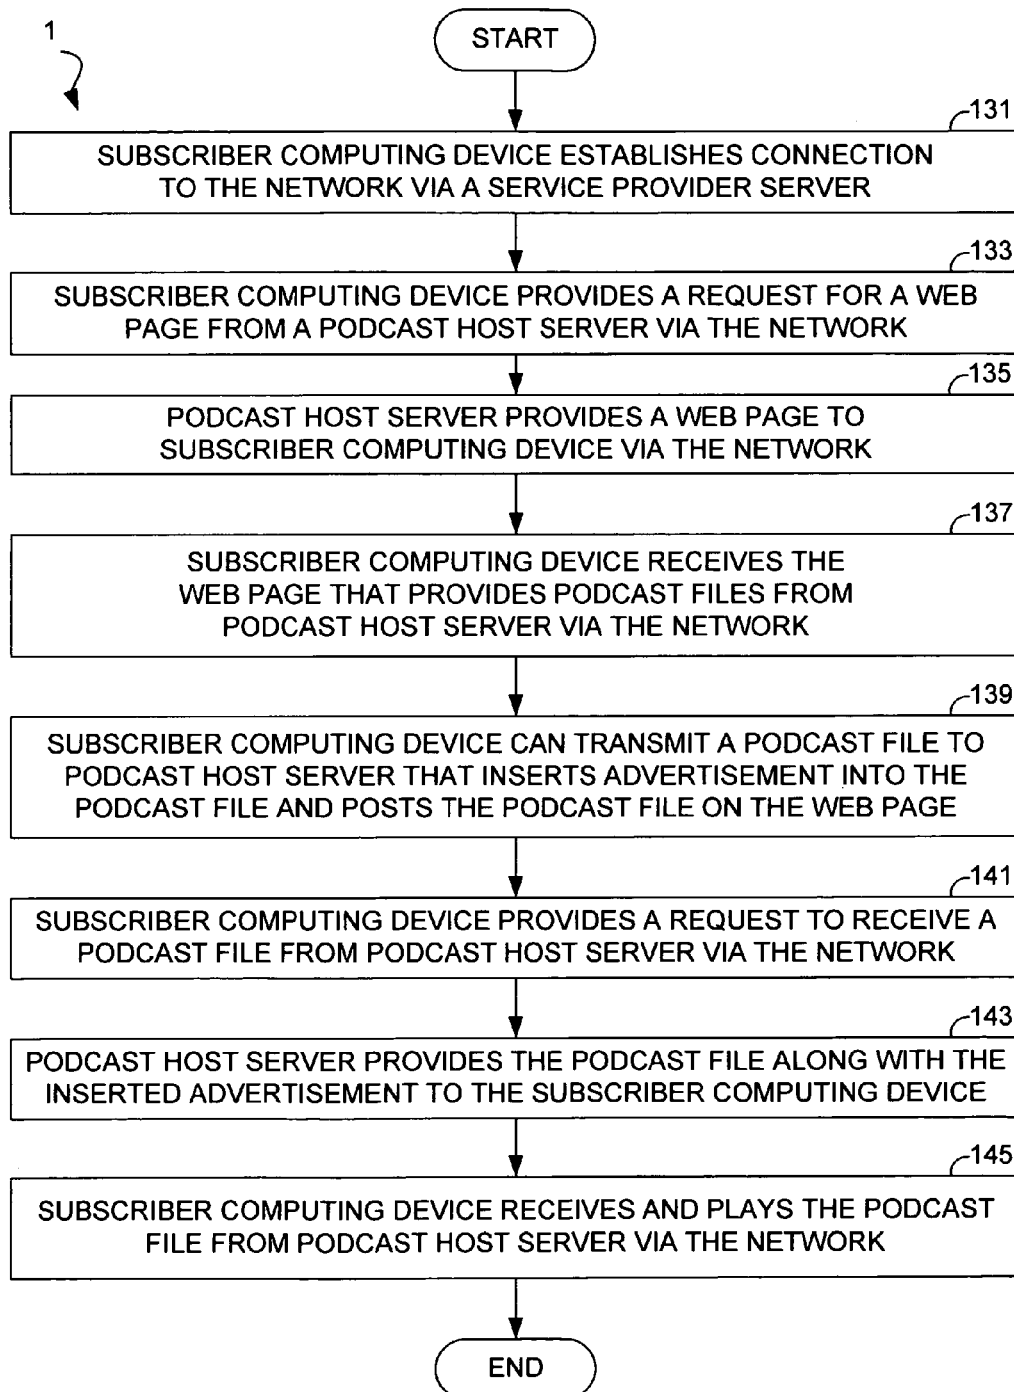 1
START
131
SUBSCRIBER COMPUTING DEVICE ESTABLISHES CONNECTION
TO THE NETWORK VIA A SERVICE PROVIDER SERVER
133
SUBSCRIBER COMPUTING DEVICE PROVIDES A REQUEST FOR A WEB
PAGE FROM A PODCAST HOST SERVER VIA THE NETWORK
135
PODCAST HOST SERVER PROVIDES A WEB PAGE TO
SUBSCRIBER COMPUTING DEVICE VIA THE NETWORK
137
SUBSCRIBER COMPUTING DEVICE RECEIVES THE
WEB PAGE THAT PROVIDES PODCAST FILES FROM
PODCAST HOST SERVER VIA THE NETWORK
139
SUBSCRIBER COMPUTING DEVICE CAN TRANSMIT A PODCAST FILE TO
PODCAST HOST SERVER THAT INSERTS ADVERTISEMENT INTO THE
PODCAST FILE AND POSTS THE PODCAST FILE ON THE WEB PAGE
141
SUBSCRIBER COMPUTING DEVICE PROVIDES A REQUEST TO RECEIVE A
PODCAST FILE FROM PODCAST HOST SERVER VIA THE NETWORK
143
PODCAST HOST SERVER PROVIDES THE PODCAST FILE ALONG WITH THE
INSERTED ADVERTISEMENT TO THE SUBSCRIBER COMPUTING DEVICE
145
SUBSCRIBER COMPUTING DEVICE RECEIVES AND PLAYS THE PODCAST
FILE FROM PODCAST HOST SERVER VIA THE NETWORK
END